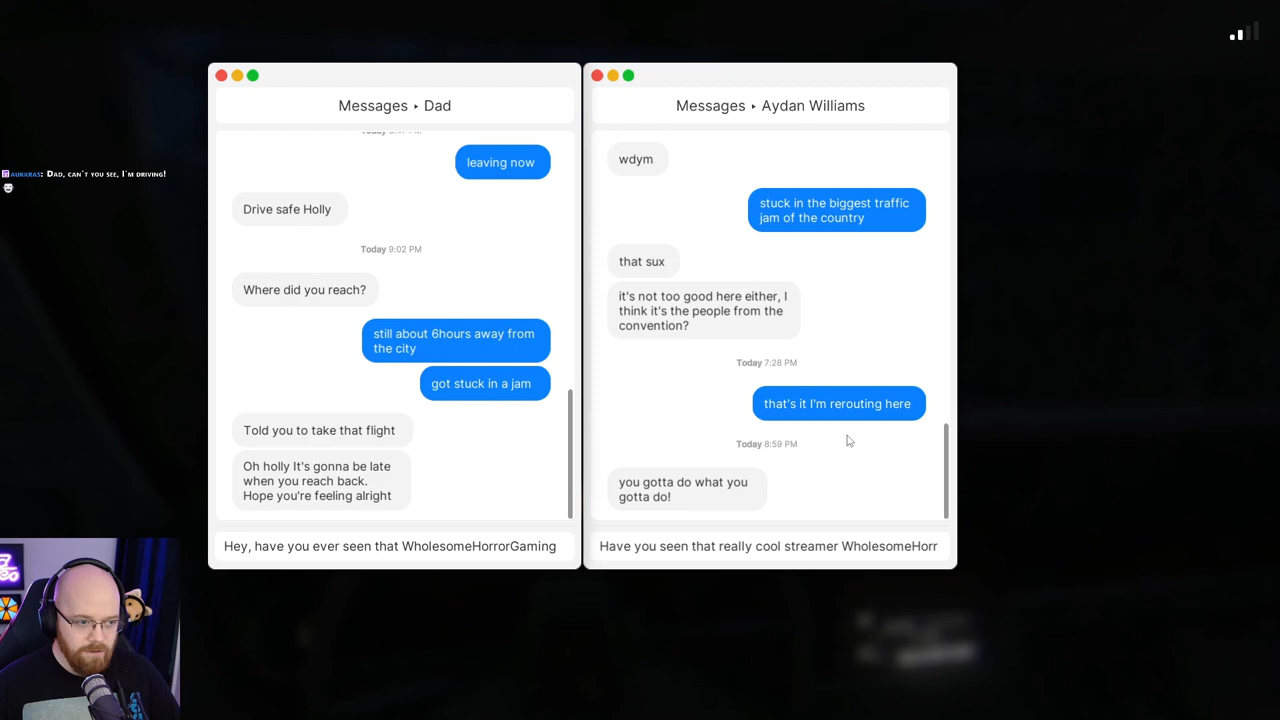 Messages ▸ Dad
leaving now
Drive safe Holly
Today 9:02 PM
Where did you reach?
still about 6hours away from
the city
got stuck in a jam
Told you to take that flight
Oh holly It's gonna be late
when you reach back.
Hope you're feeling alright
Hey, have you ever seen that WholesomeHorrorGaming
Messages ▸ Aydan Williams
wdym
stuck in the biggest traffic
jam of the country
that sux
it's not too good here either, I
think it's the people from the
convention?
Today 7:28 PM
that's it I'm rerouting here
Today 8:59 PM
you gotta do what you
gotta do!
Have you seen that really cool streamer WholesomeHorr
AUKKRAS: DAD, CAN'T YOU SEE, I'M DRIVING!